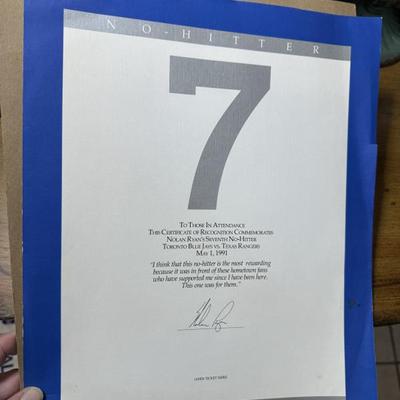 NO-HITTER
7
TO THOSE IN ATTENDANCE
THIS CERTIFICATE OF RECOGNITION COMMEMORATES
NOLAN RYAN'S SEVENTH NO-HITTER
TORONTO BLUE JAYS VS. TEXAS RANGERS
MAY 1, 1991
"I think that this no-hitter is the most rewarding
because it was in front of these hometown fans
who have supported me since I have been here.
This one was for them."
Nolan Ryan